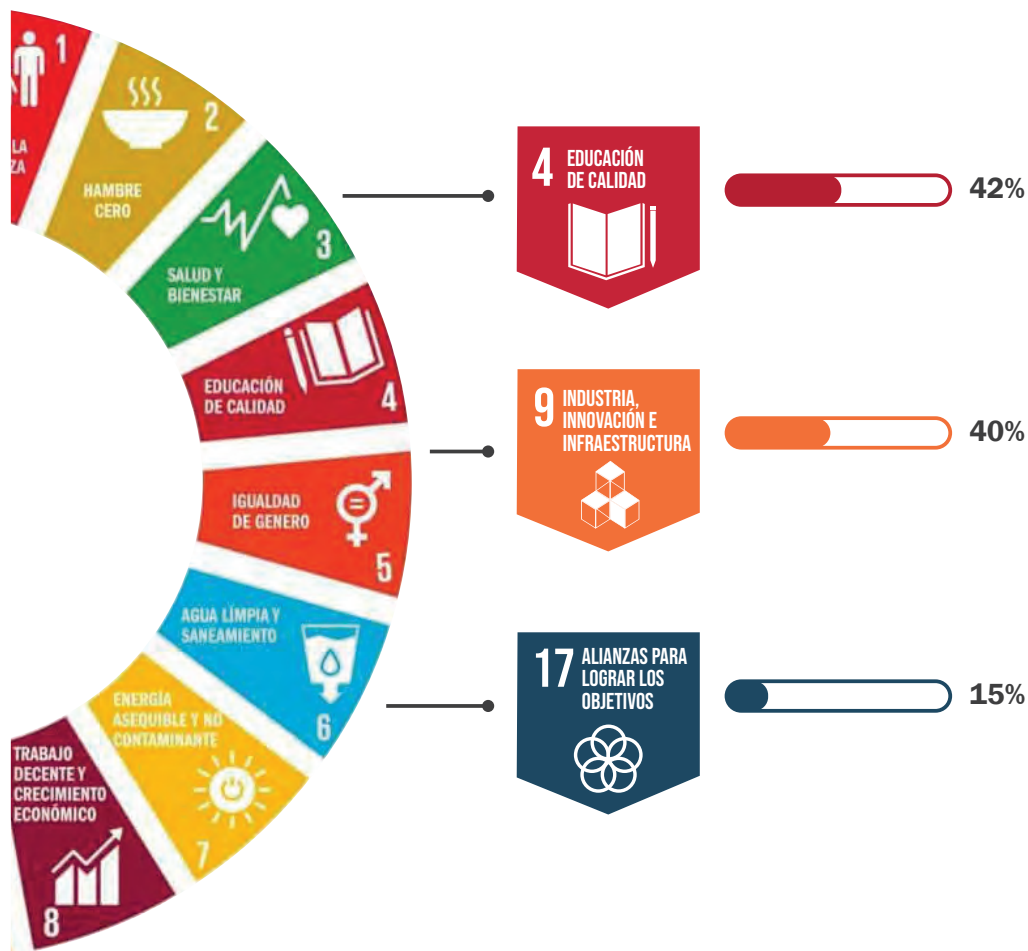 1
LA
ZA
2
HAMBRE
CERO
3
SALUD Y
BIENESTAR
EDUCACIÓN
DE CALIDAD
4
IGUALDAD
DE GENERO
5
AGUA LÍMPIA Y
SANEAMIENTO
6
ENERGÍA
ASEQUIBLE Y NO
CONTAMINANTE
7
TRABAJO
DECENTE Y
CRECIMIENTO
ECONÓMICO
8
4 EDUCACIÓN
DE CALIDAD
42%
9 INDUSTRIA,
INNOVACIÓN E
INFRAESTRUCTURA
40%
17 ALIANZAS PARA
LOGRAR LOS
OBJETIVOS
15%